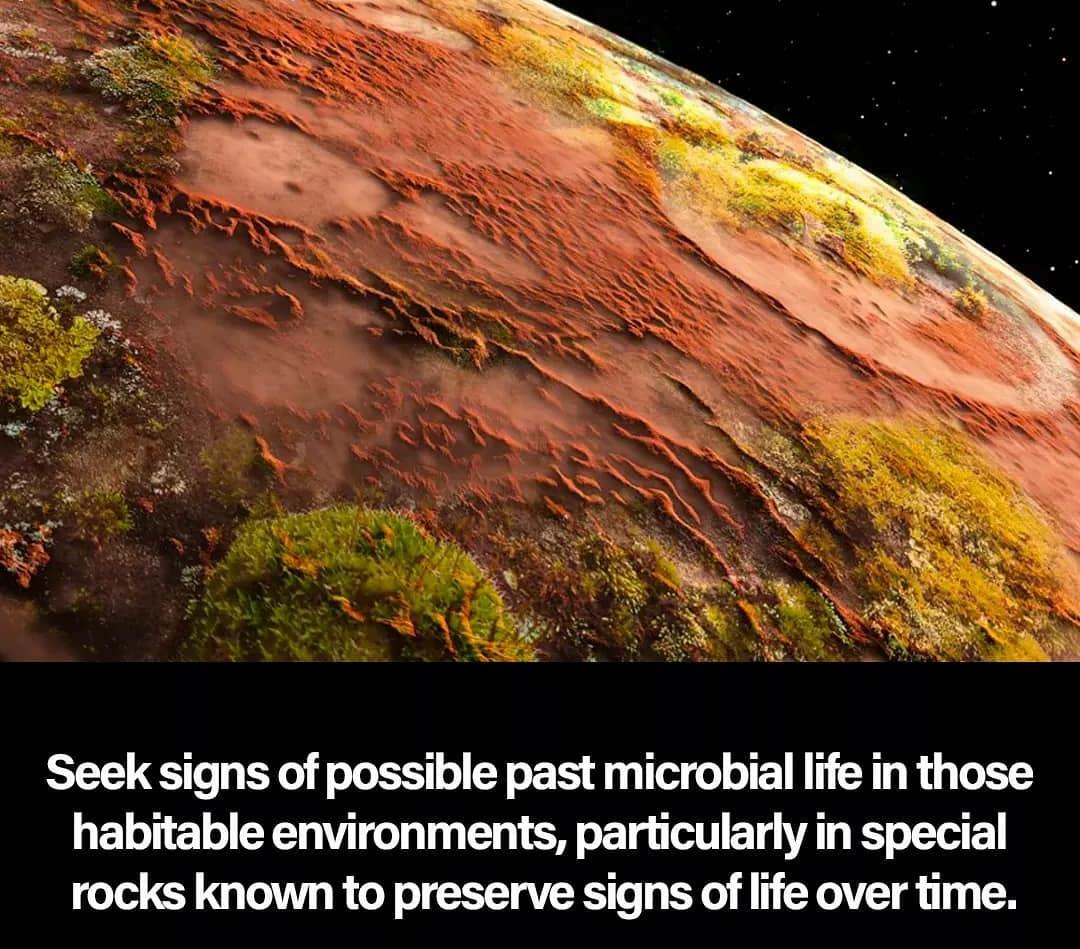 Seek signs of possible past microbial life in those
habitable environments, particularly in special
rocks known to preserve signs of life over time.